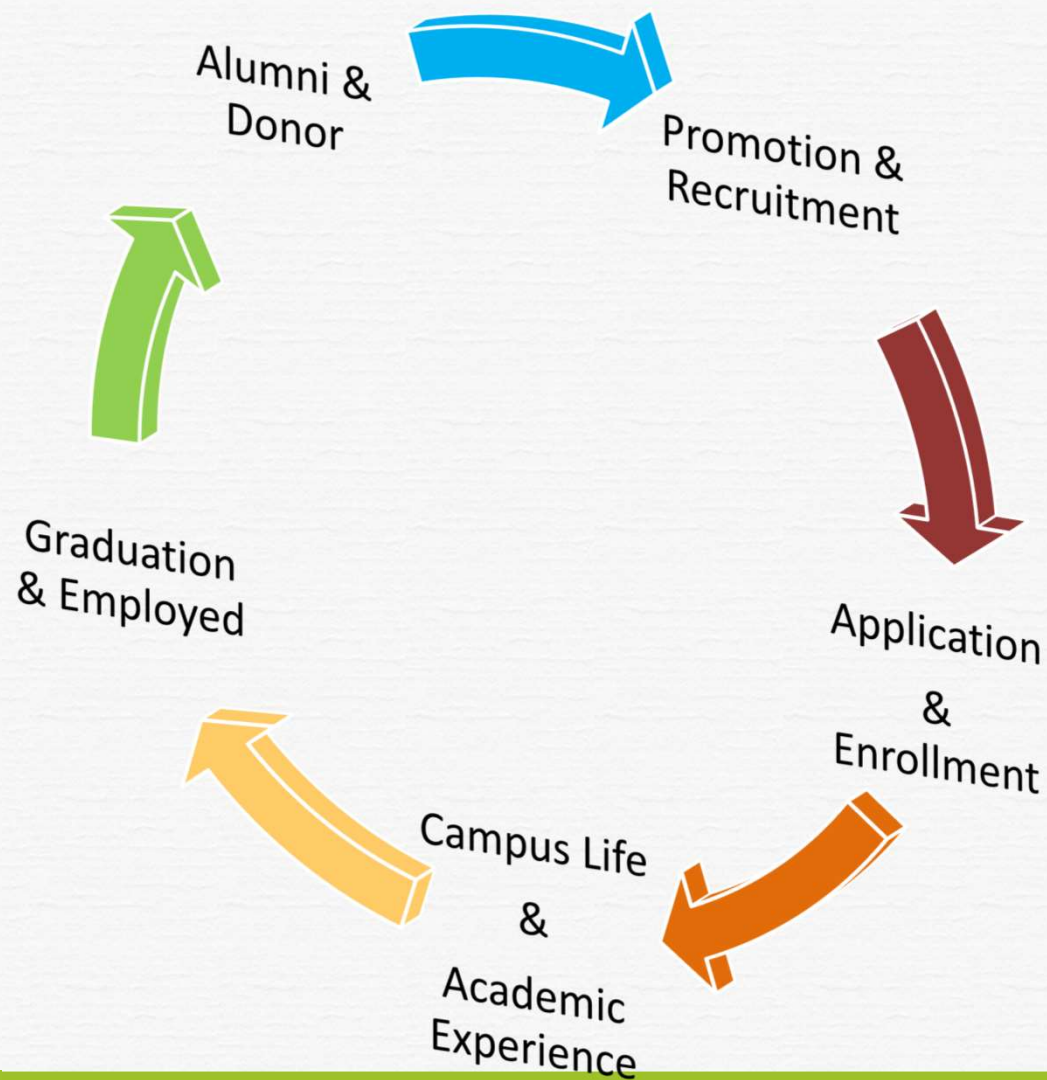 Alumni &
Donor
Promotion &
Recruitment
Application
&
Enrollment
Campus Life
&
Academic
Experience
Graduation
& Employed